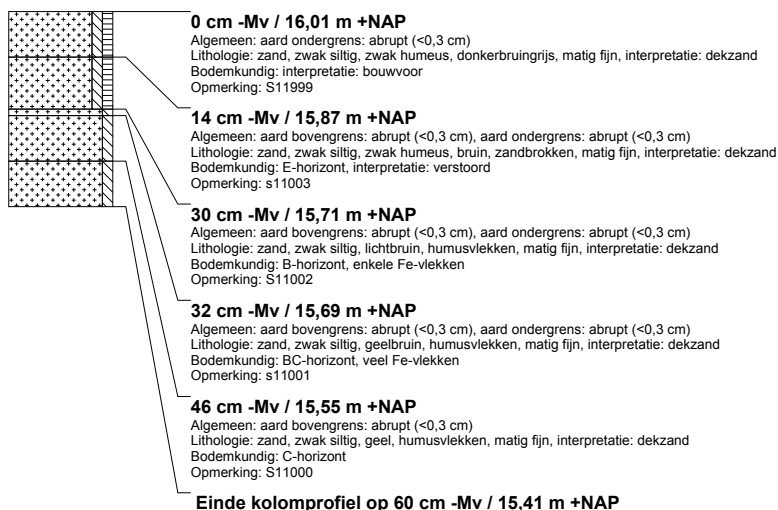 0 cm -Mv / 16,01 m +NAP
Algemeen: aard ondergrens: abrupt (<0,3 cm)
Lithologie: zand, zwak siltig, zwak humeus, donkerbruingrijs, matig fijn, interpretatie: dekzand
Bodemkundig: interpretatie: bouwvoor
Opmerking: S11999
14 cm -Mv / 15,87 m +NAP
Algemeen: aard bovengrens: abrupt (<0,3 cm), aard ondergrens: abrupt (<0,3 cm)
Lithologie: zand, zwak siltig, zwak humeus, bruin, zandbrokken, matig fijn, interpretatie: dekzand
Bodemkundig: E-horizont, interpretatie: verstoord
Opmerking: s11003
30 cm -Mv / 15,71 m +NAP
Algemeen: aard bovengrens: abrupt (<0,3 cm), aard ondergrens: abrupt (<0,3 cm)
Lithologie: zand, zwak siltig, lichtbruin, humusvlekken, matig fijn, interpretatie: dekzand
Bodemkundig: B-horizont, enkele Fe-vlekken
Opmerking: S11002
32 cm -Mv / 15,69 m +NAP
Algemeen: aard bovengrens: abrupt (<0,3 cm), aard ondergrens: abrupt (<0,3 cm)
Lithologie: zand, zwak siltig, geelbruin, humusvlekken, matig fijn, interpretatie: dekzand
Bodemkundig: BC-horizont, veel Fe-vlekken
Opmerking: s11001
46 cm -Mv / 15,55 m +NAP
Algemeen: aard bovengrens: abrupt (<0,3 cm)
Lithologie: zand, zwak siltig, geel, humusvlekken, matig fijn, interpretatie: dekzand
Bodemkundig: C-horizont
Opmerking: S11000
Einde kolomprofiel op 60 cm -Mv / 15,41 m +NAP